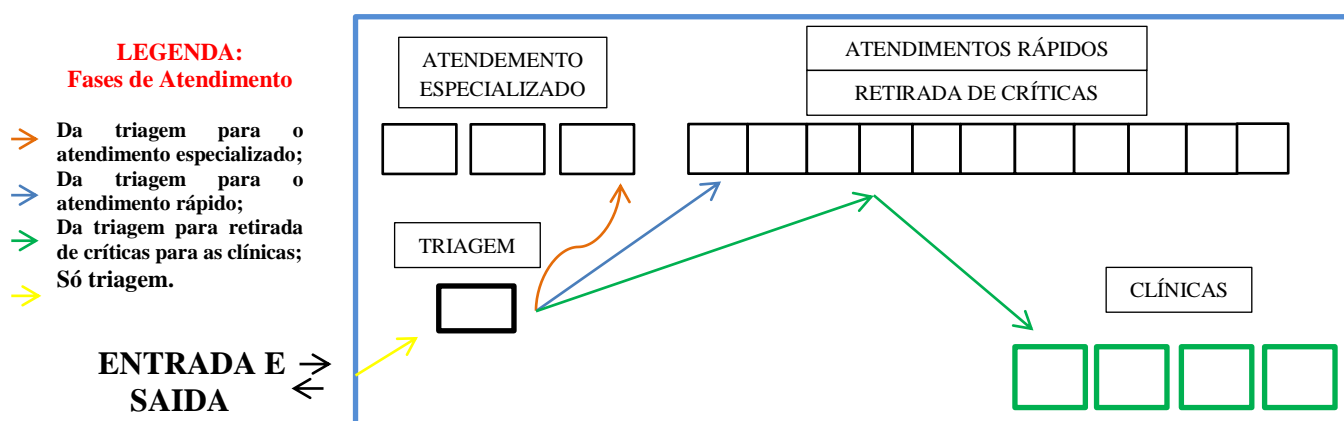 LEGENDA:
Fases de Atendimento
Da triagem para o
atendimento especializado;
Da triagem para o
atendimento rápido;
Da triagem para retirada
de críticas para as clínicas;
Só triagem.
ENTRADA E
SAIDA
ATENDEMENTO
ESPECIALIZADO
ATENDIMENTOS RÁPIDOS
RETIRADA DE CRÍTICAS
TRIAGEM
CLÍNICAS